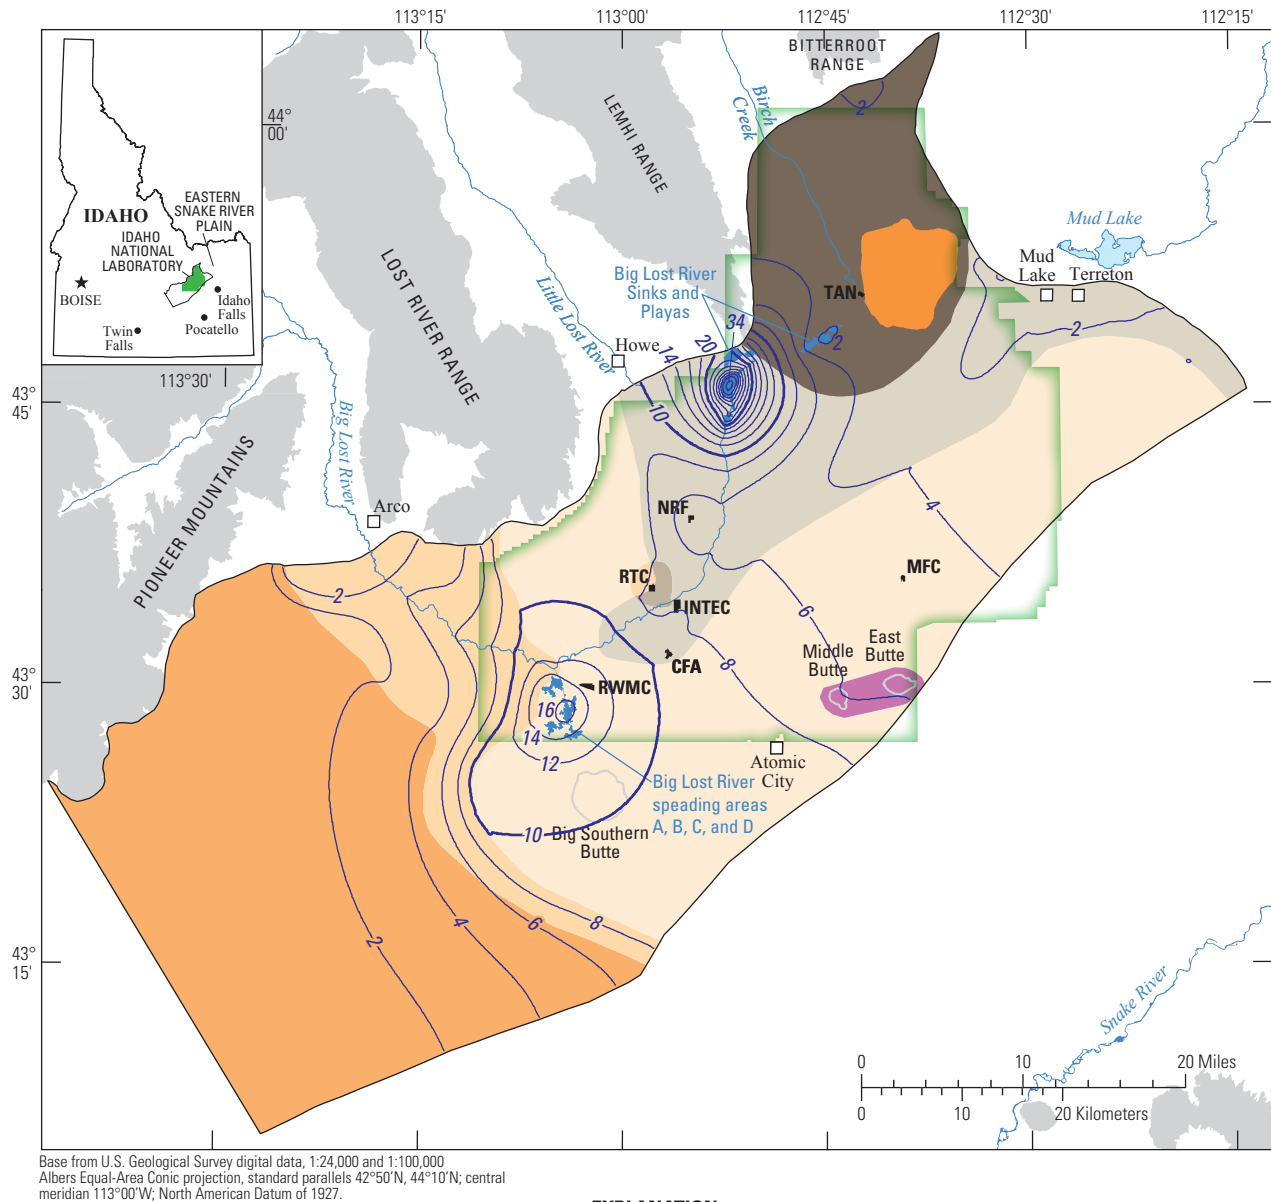 113°15'
113°00'
112°45'
112°30'
112°15'
BITTERROOT
RANGE
44°
00'
IDAHO
EASTERN
SNAKE RIVER
PLAIN
IDAHO
NATIONAL
LABORATORY
BOISE
Idaho
Falls
Pocatello
Twin
Falls
113°30'
LEMHI RANGE
Birch
Creek
2
LOST RIVER RANGE
Little Lost River
Big Lost River
Sinks and
Playas
TAN
Mud Lake
Mud
Lake
Terreton
Howe
34
20
14
10
2
2
43°
45'
Big Lost River
PIONEER MOUNTAINS
Arco
NRF
4
MFC
RTC
INTEC
2
6
CFA
8
Middle
Butte
East
Butte
43°
30'
RWMC
16
14
12
Atomic
City
Big Lost River
speading areas
A, B, C, and D
10
Big Southern
Butte
2
4
6
8
43°
15'
Snake River
0
10
20 Miles
0
10
20 Kilometers
Base from U.S. Geological Survey digital data, 1:24,000 and 1:100,000
Albers Equal-Area Conic projection, standard parallels 42°50'N, 44°10'N; central
meridian 113°00'W; North American Datum of 1927.